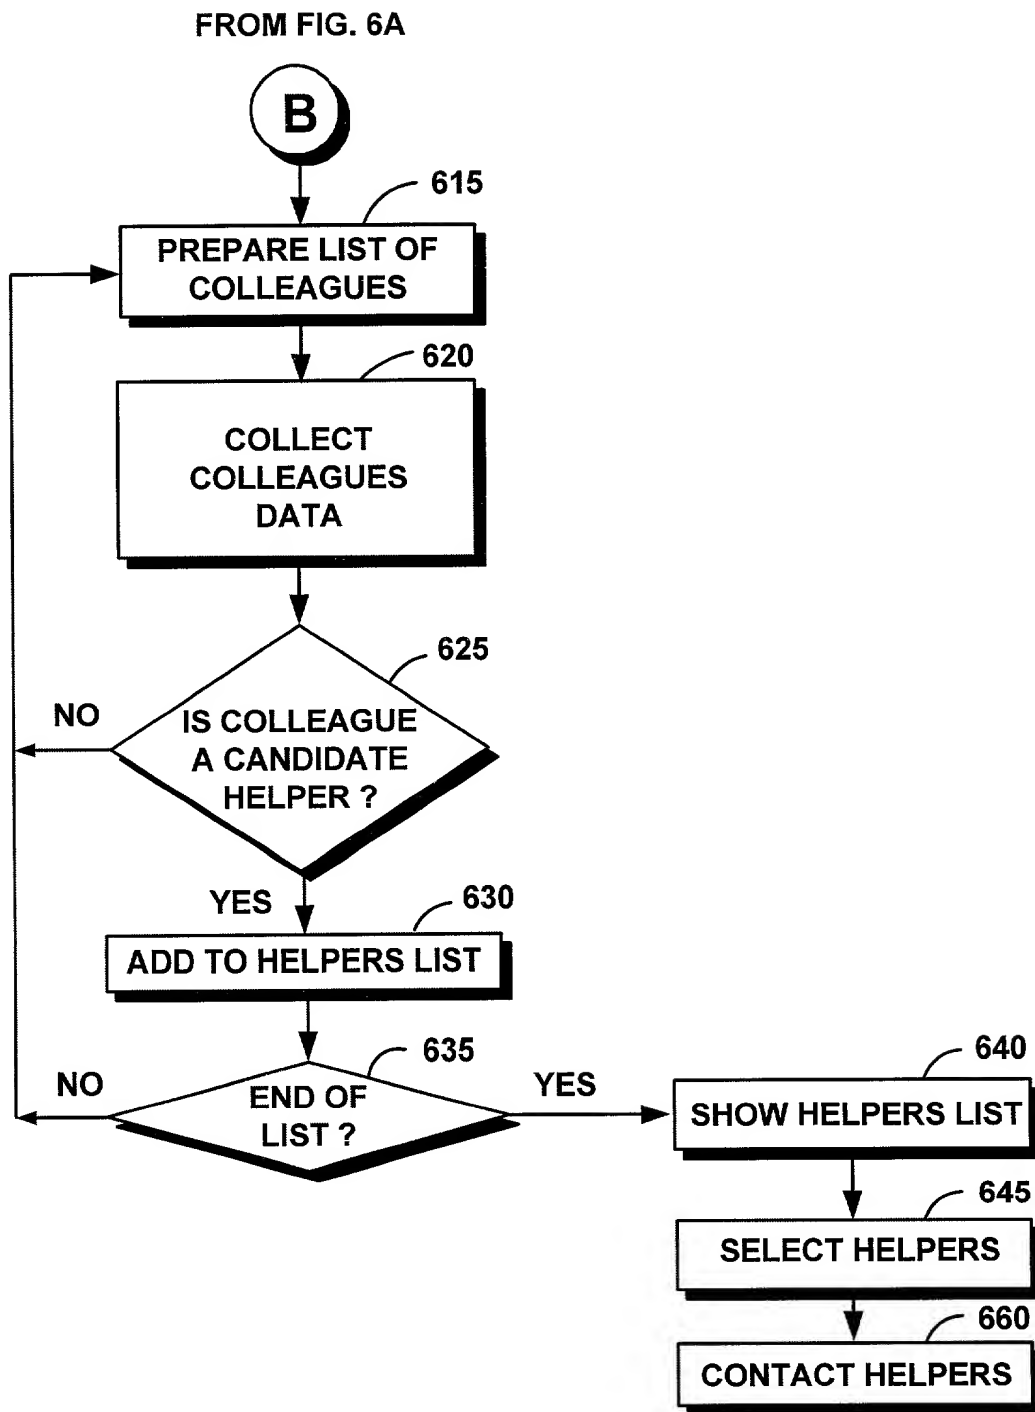 FROM FIG. 6A
B
615
PREPARE LIST OF
COLLEAGUES
620
COLLECT
COLLEAGUES
DATA
625
NO
IS COLLEAGUE
A CANDIDATE
HELPER ?
YES
630
ADD TO HELPERS LIST
635
NO
END OF
LIST ?
YES
640
SHOW HELPERS LIST
645
SELECT HELPERS
660
CONTACT HELPERS